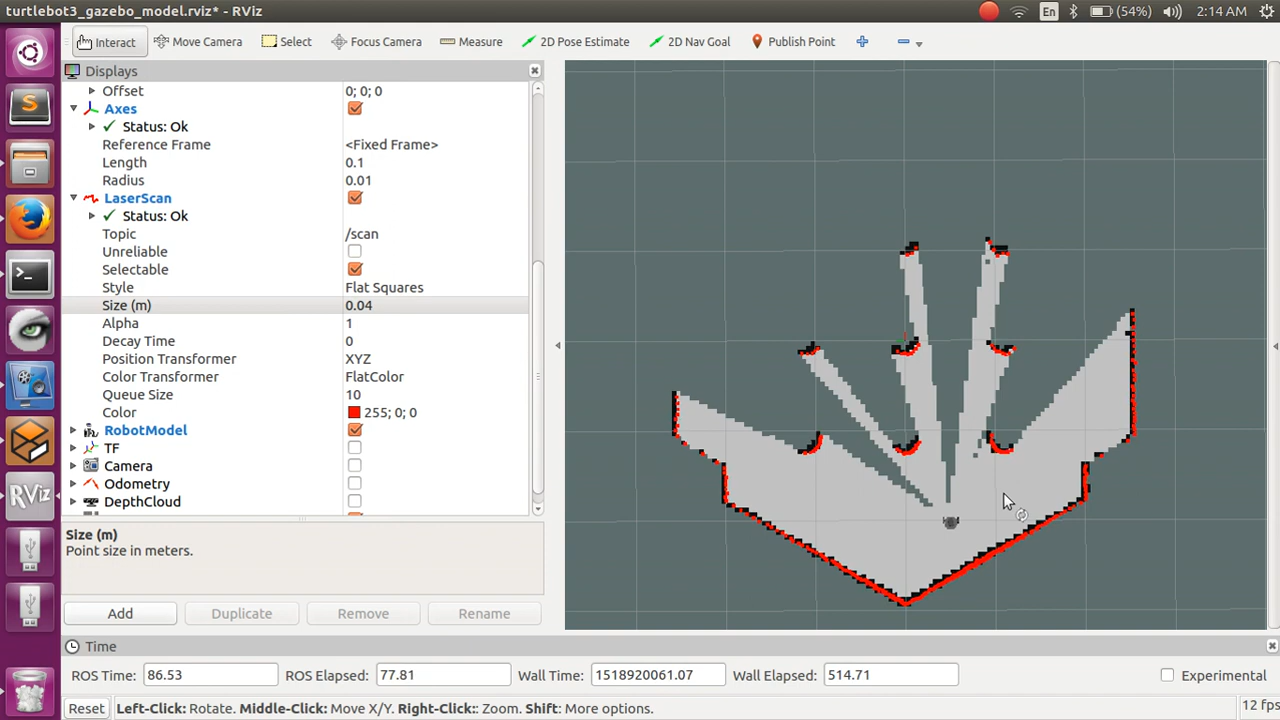 turtlebot3_gazebo_model.rviz* - RViz
En
(54%)
2:14 AM
Interact
Move Camera
Select
Focus Camera
Measure
2D Pose Estimate
2D Nav Goal
Publish Point
Displays
Offset 0; 0; 0
Axes
Status: Ok
Reference Frame <Fixed Frame>
Length 0.1
Radius 0.01
LaserScan
Status: Ok
Topic /scan
Unreliable
Selectable
Style Flat Squares
Size (m) 0.04
Alpha 1
Decay Time 0
Position Transformer XYZ
Color Transformer FlatColor
Queue Size 10
Color 255; 0; 0
RobotModel
TF
Camera
Odometry
DepthCloud
Size (m)
Point size in meters.
Add
Duplicate
Remove
Rename
Time
ROS Time: 86.53
ROS Elapsed: 77.81
Wall Time: 1518920061.07
Wall Elapsed: 514.71
Experimental
Reset
Left-Click: Rotate. Middle-Click: Move X/Y. Right-Click:: Zoom. Shift: More options.
12 fps